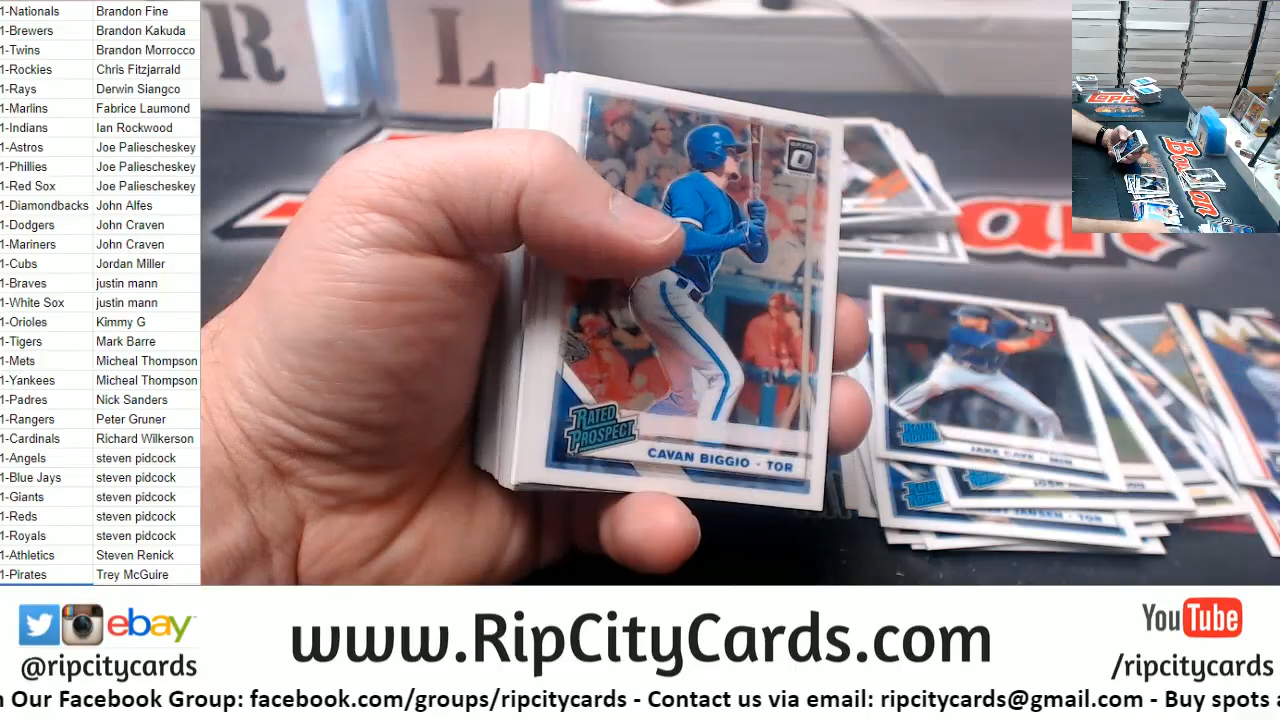 1-Nationals Brandon Fine
1-Brewers Brandon Kakuda
1-Twins Brandon Morrocco
1-Rockies Chris Fitzjarrald
1-Rays Derwin Siangco
1-Marlins Fabrice Laumond
1-Indians Ian Rockwood
1-Astros Joe Paliescheskey
1-Phillies Joe Paliescheskey
1-Red Sox Joe Paliescheskey
1-Diamondbacks John Alfes
1-Dodgers John Craven
1-Mariners John Craven
1-Cubs Jordan Miller
1-Braves justin mann
1-White Sox justin mann
1-Orioles Kimmy G
1-Tigers Mark Barre
1-Mets Micheal Thompson
1-Yankees Micheal Thompson
1-Padres Nick Sanders
1-Rangers Peter Gruner
1-Cardinals Richard Wilkerson
1-Angels steven pidcock
1-Blue Jays steven pidcock
1-Giants steven pidcock
1-Reds steven pidcock
1-Royals steven pidcock
1-Athletics Steven Renick
1-Pirates Trey McGuire
R L
RATED
PROSPECT
CAVAN BIGGIO - TOR
JAKE CAVE - MIN
JANSEN - TOR
Topps
Bowman
ebay
@ripcitycards
www.RipCityCards.com
YouTube
/ripcitycards
n Our Facebook Group: facebook.com/groups/ripcitycards - Contact us via email: ripcitycards@gmail.com - Buy spots a